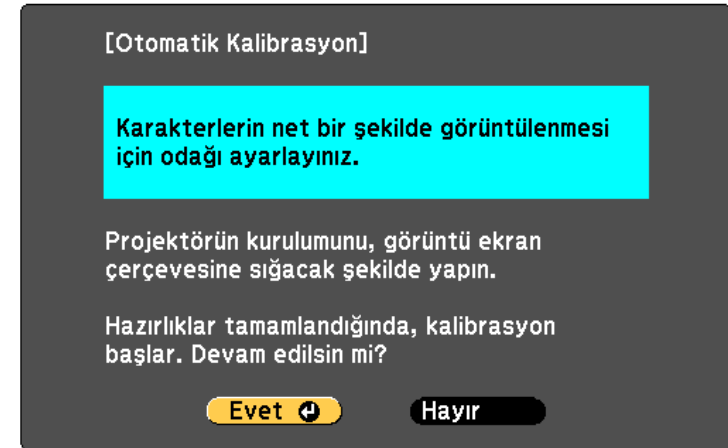 [Otomatik Kalibrasyon]
Karakterlerin net bir şekilde görüntülenmesi
için odağı ayarlayınız.
Projektörün kurulumunu, görüntü ekran
çerçevesine sığacak şekilde yapın.
Hazırlıklar tamamlandığında, kalibrasyon
başlar. Devam edilsin mi?
Evet
Hayır